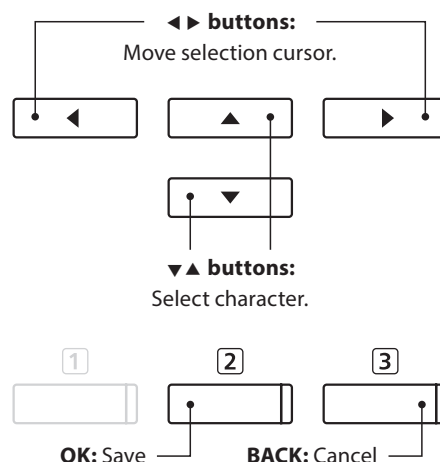 ◀ ▶ buttons:
Move selection cursor.
◀
▲
▶
▼
▼▲ buttons:
Select character.
1
2
3
OK: Save
BACK: Cancel